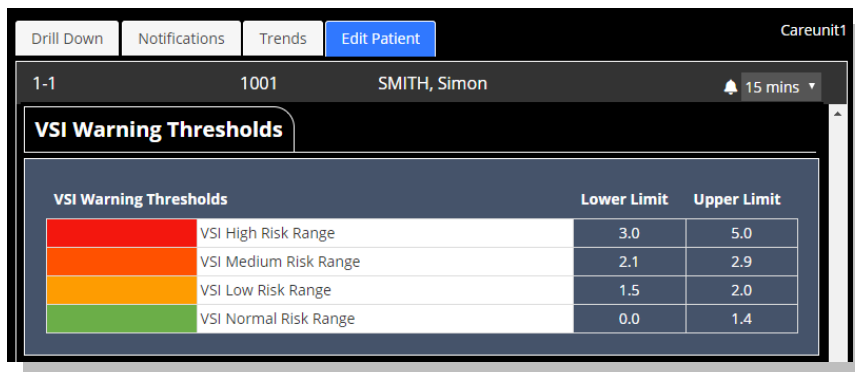 Drill Down Notifications Trends Edit Patient Careunit1
1-1 1001 SMITH, Simon 15 mins
VSI Warning Thresholds
VSI Warning Thresholds Lower Limit Upper Limit
VSI High Risk Range 3.0 5.0
VSI Medium Risk Range 2.1 2.9
VSI Low Risk Range 1.5 2.0
VSI Normal Risk Range 0.0 1.4